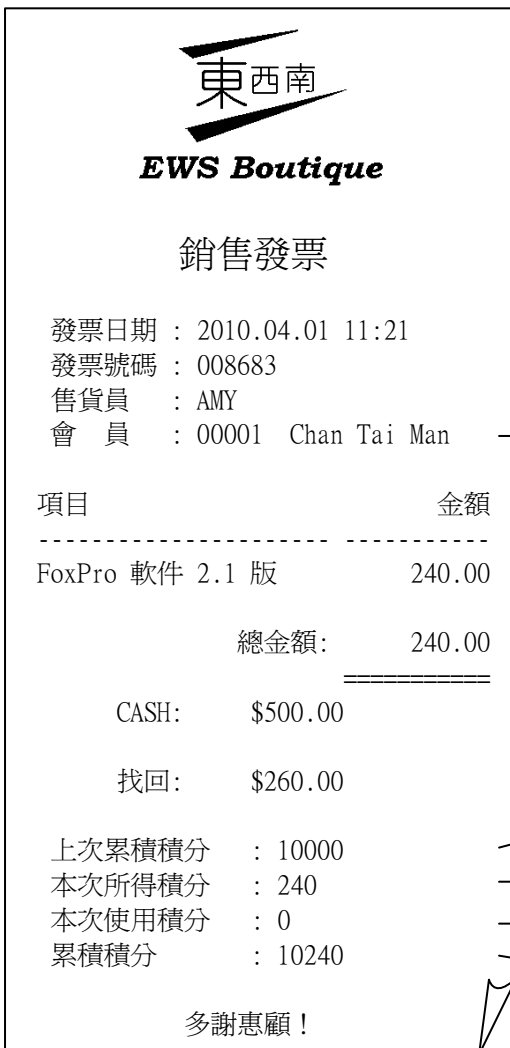 東西南
EWS Boutique
銷售發票
發票日期 : 2010.04.01 11:21
發票號碼 : 008683
售貨員 : AMY
會 員 : 00001 Chan Tai Man
項目 金額
---------------------- -----------
FoxPro 軟件 2.1 版 240.00
總金額: 240.00
===========
CASH: $500.00
找回: $260.00
上次累積積分 : 10000
本次所得積分 : 240
本次使用積分 : 0
累積積分 : 10240
多謝惠顧！